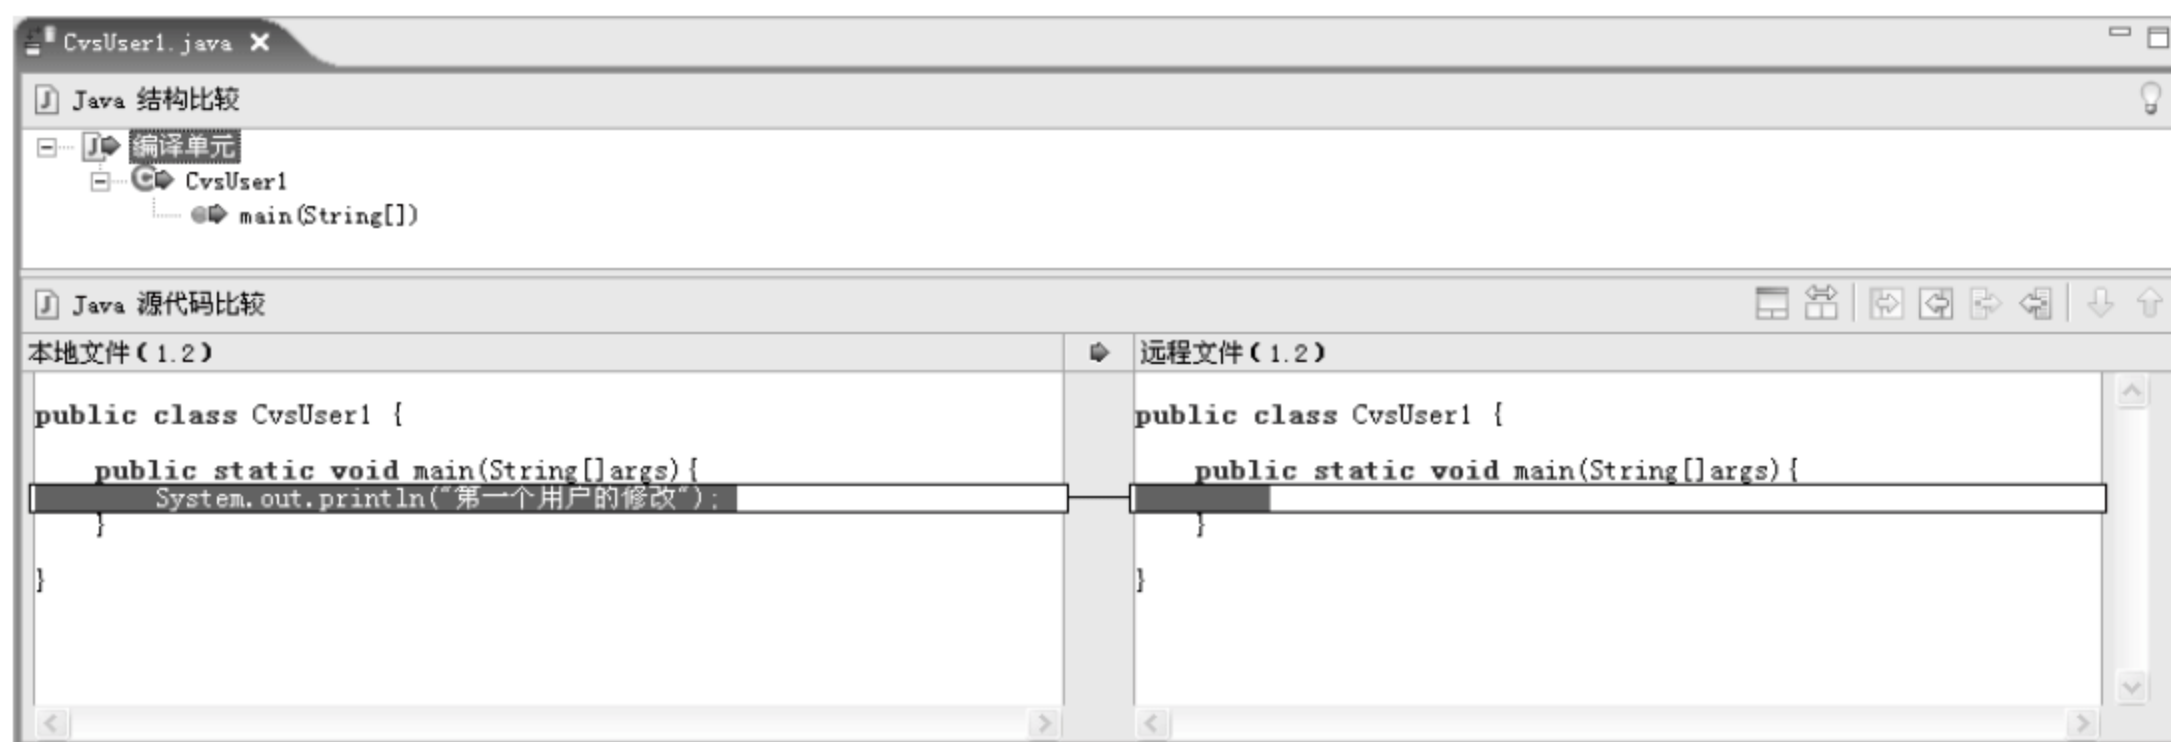 CvsUser1.java
Java 结构比较
编译单元
CvsUser1
main(String[])
Java 源代码比较
本地文件(1.2)
public class CvsUser1 {
public static void main(String[]args){
System.out.println("第一个用户的修改");
}
}
远程文件(1.2)
public class CvsUser1 {
public static void main(String[]args){
}
}